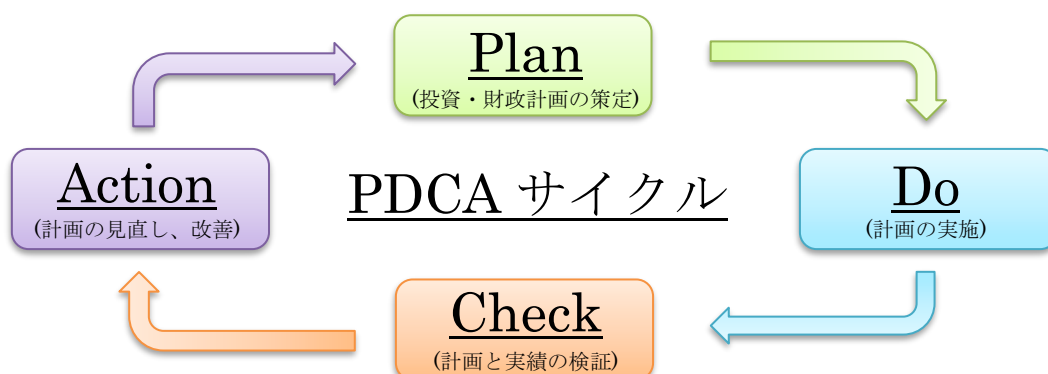 Plan
(投資・財政計画の策定)
Action
(計画の見直し、改善)
PDCA サイクル
Do
(計画の実施)
Check
(計画と実績の検証)